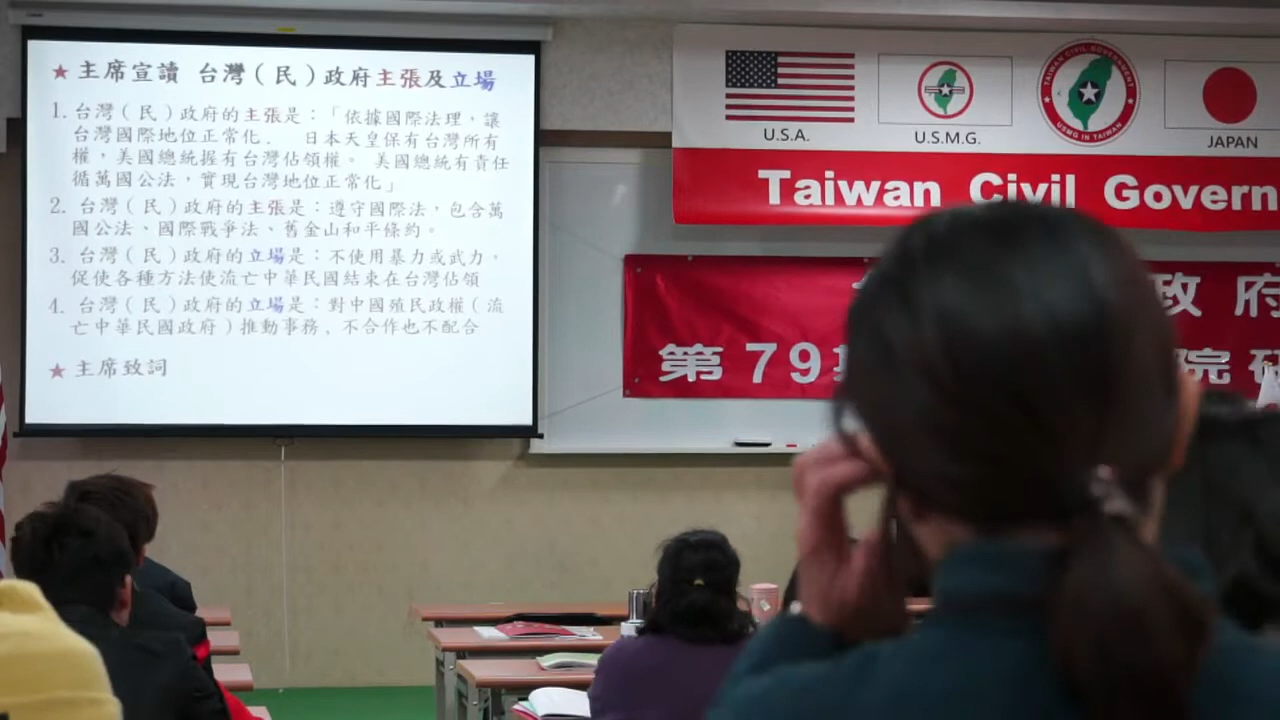 ★ 主席宣讀 台灣（民）政府主張及立場
1. 台灣（民）政府的主張是：「依據國際法理，讓
台灣國際地位正常化． 日本天皇保有台灣所有
權，美國總統握有台灣佔領權。 美國總統有責任
循萬國公法，實現台灣地位正常化」
2. 台灣（民）政府的主張是：遵守國際法，包含萬
國公法、國際戰爭法、舊金山和平條約。
3. 台灣（民）政府的立場是：不使用暴力或武力，
促使各種方法使流亡中華民國結束在台灣佔領
4. 台灣（民）政府的立場是：對中國殖民政權（流
亡中華民國政府）推動事務，不合作也不配合
★ 主席致詞
U.S.A.
U.S.M.G.
TAIWAN CIVIL GOVERNMENT
USMG IN TAIWAN
JAPAN
Taiwan Civil Govern
政府
第79期
院研